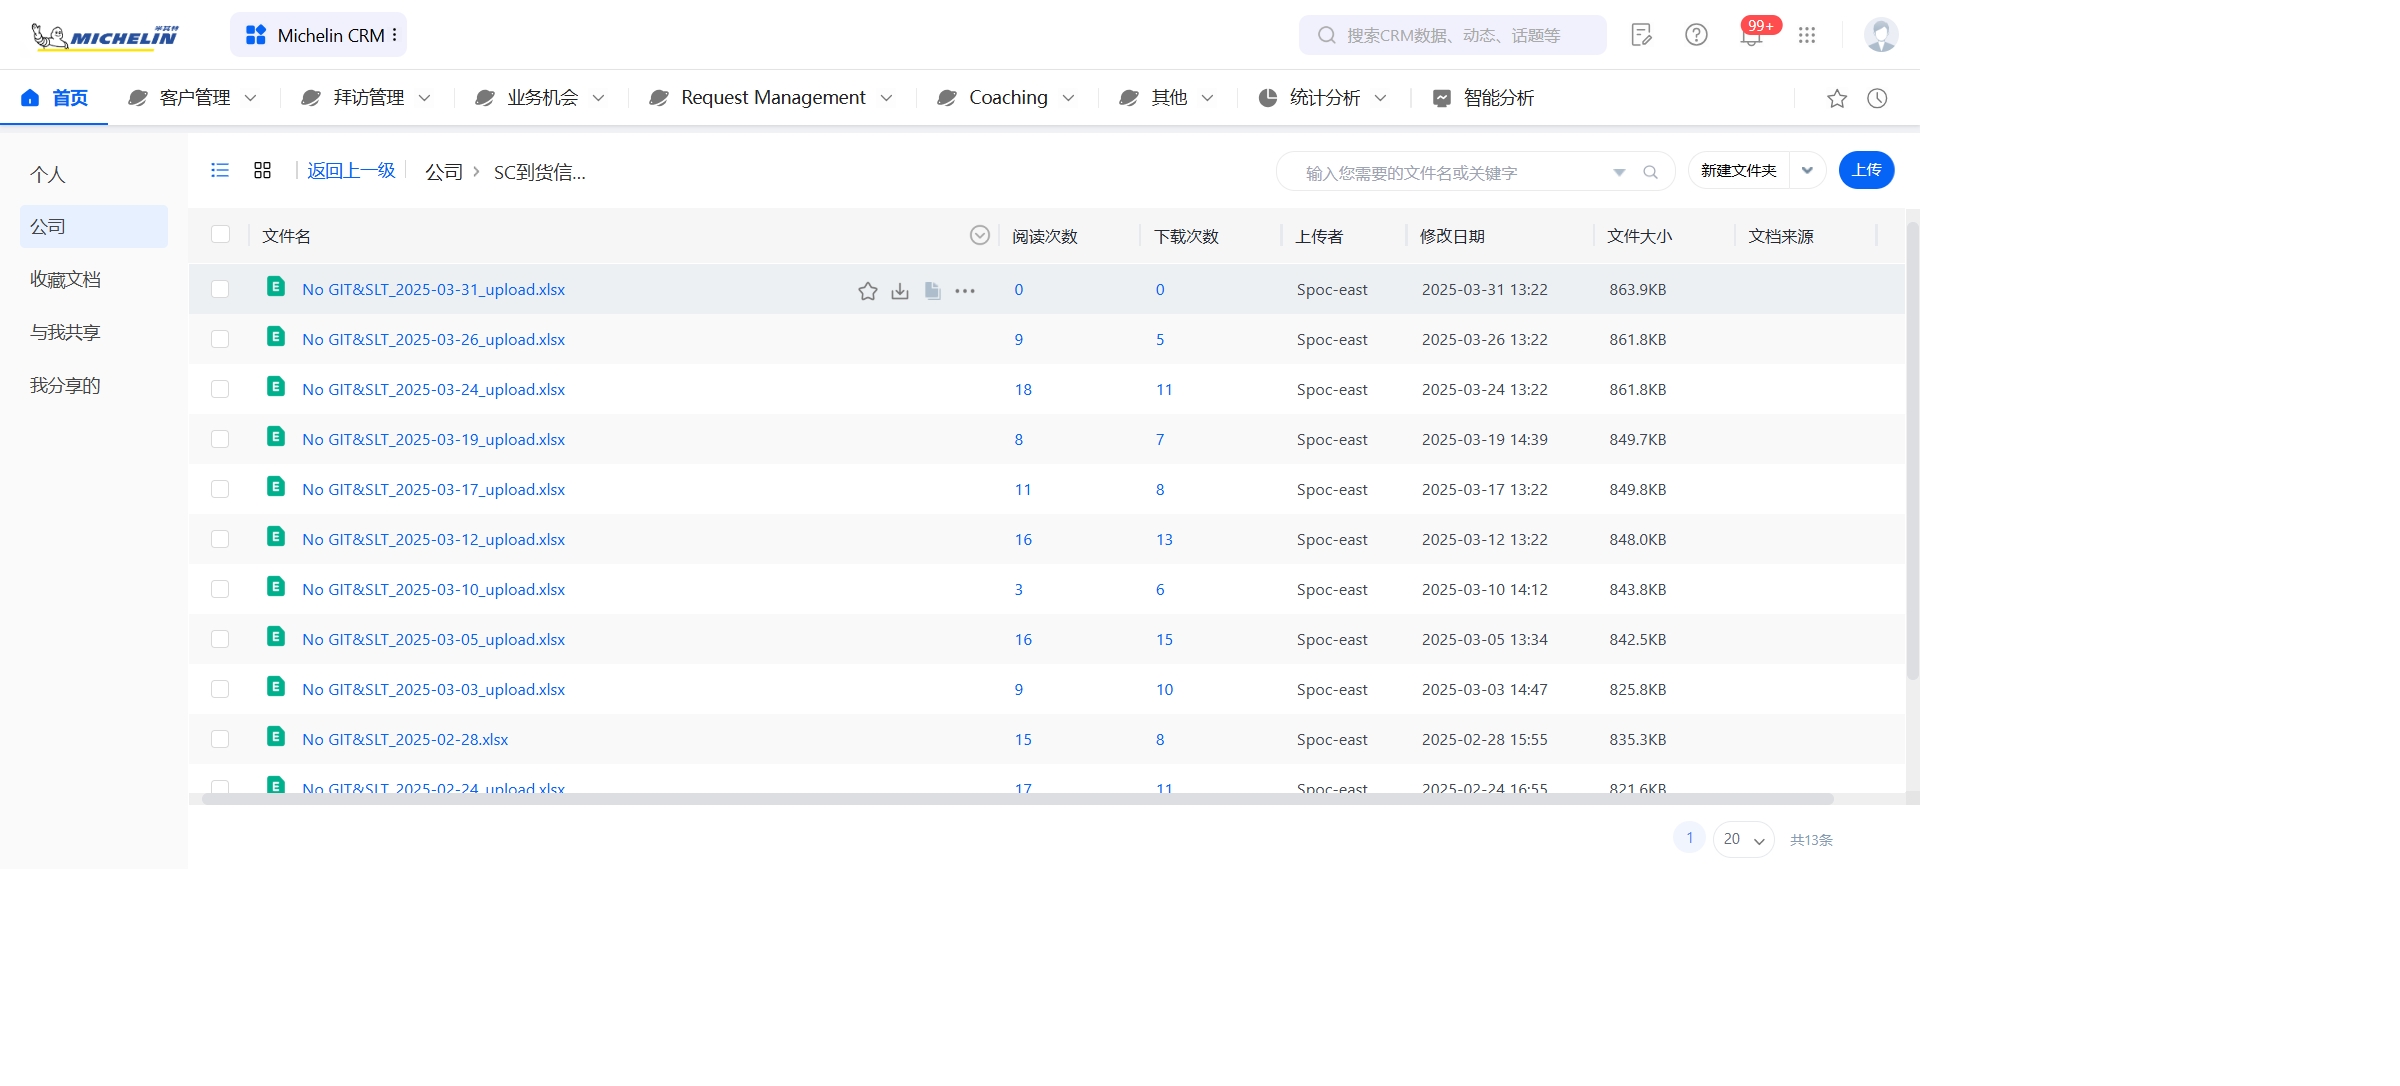 MICHELIN
Michelin CRM
搜索CRM数据、动态、话题等
99+
首页
客户管理
拜访管理
业务机会
Request Management
Coaching
其他
统计分析
智能分析
个人
公司
收藏文档
与我共享
我分享的
返回上一级
公司 > SC到货信...
输入您需要的文件名或关键字
新建文件夹
上传
文件名 阅读次数 下载次数 上传者 修改日期 文件大小 文档来源
No GIT&SLT_2025-03-31_upload.xlsx 0 0 Spoc-east 2025-03-31 13:22 863.9KB
No GIT&SLT_2025-03-26_upload.xlsx 9 5 Spoc-east 2025-03-26 13:22 861.8KB
No GIT&SLT_2025-03-24_upload.xlsx 18 11 Spoc-east 2025-03-24 13:22 861.8KB
No GIT&SLT_2025-03-19_upload.xlsx 8 7 Spoc-east 2025-03-19 14:39 849.7KB
No GIT&SLT_2025-03-17_upload.xlsx 11 8 Spoc-east 2025-03-17 13:22 849.8KB
No GIT&SLT_2025-03-12_upload.xlsx 16 13 Spoc-east 2025-03-12 13:22 848.0KB
No GIT&SLT_2025-03-10_upload.xlsx 3 6 Spoc-east 2025-03-10 14:12 843.8KB
No GIT&SLT_2025-03-05_upload.xlsx 16 15 Spoc-east 2025-03-05 13:34 842.5KB
No GIT&SLT_2025-03-03_upload.xlsx 9 10 Spoc-east 2025-03-03 14:47 825.8KB
No GIT&SLT_2025-02-28.xlsx 15 8 Spoc-east 2025-02-28 15:55 835.3KB
No GIT&SLT_2025-02-24_upload.xlsx 17 11 Spoc-east 2025-02-24 16:55 821.6KB
1 20 共13条